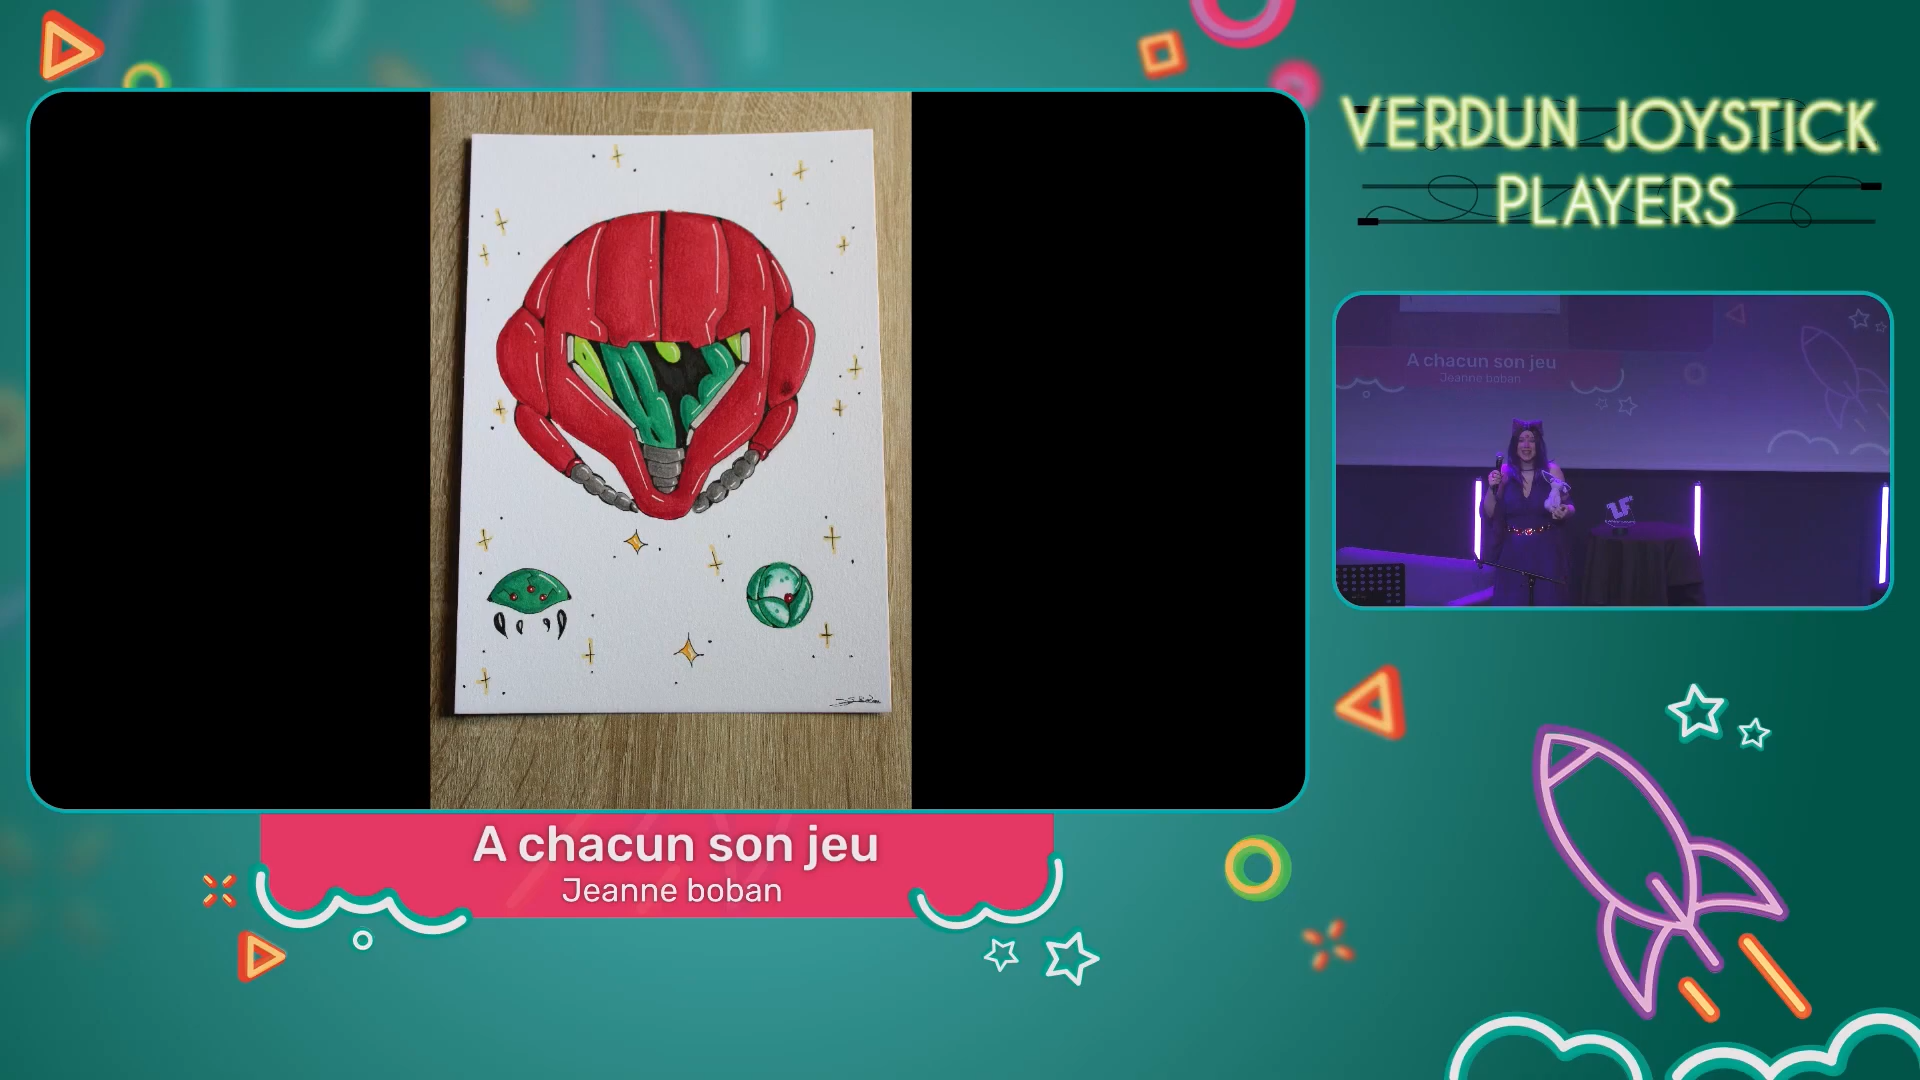 VERDUN JOYSTICK
PLAYERS
A chacun son jeu
Jeanne boban
A chacun son jeu
Jeanne boban